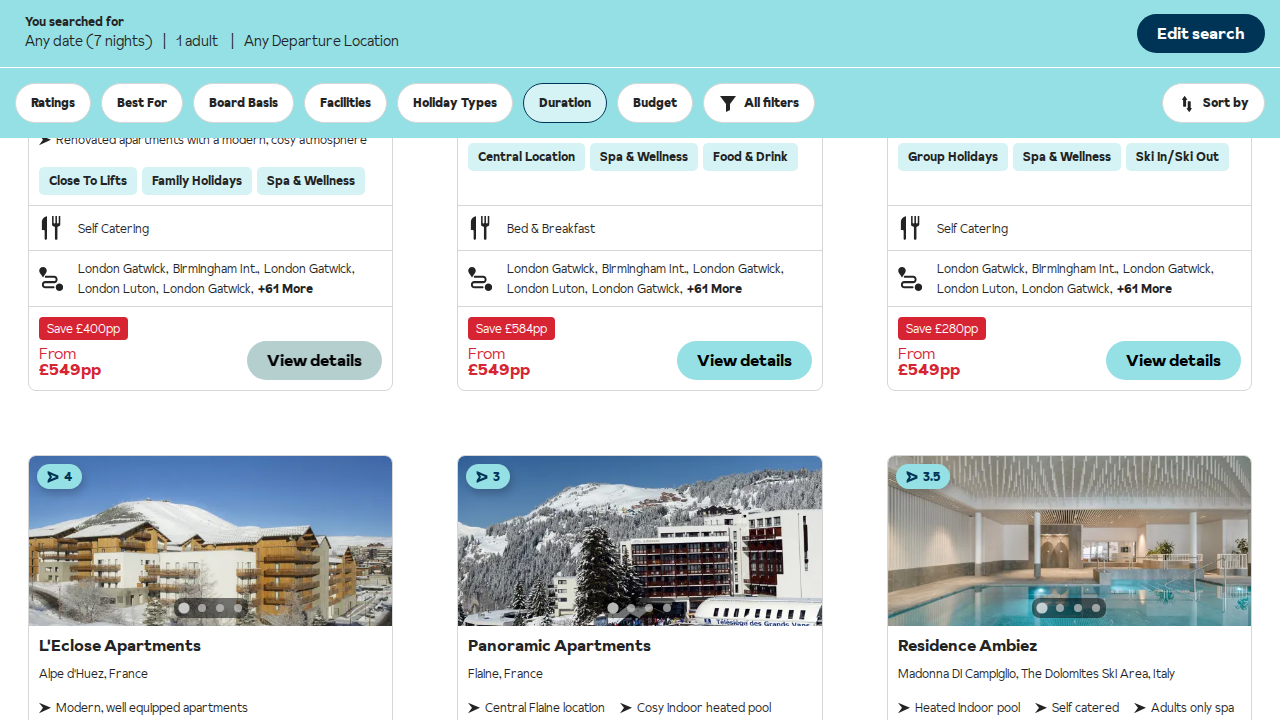 You searched for
Any date (7 nights) | 1 adult | Any Departure Location
Edit search
Ratings
Best For
Board Basis
Facilities
Holiday Types
Duration
Budget
All filters
Sort by
Renovated apartments with a modern, cosy atmosphere
Close To Lifts
Family Holidays
Spa & Wellness
Self Catering
London Gatwick, Birmingham Int., London Gatwick,
London Luton, London Gatwick, +61 More
Save £400pp
From
£549pp
View details
Central Location
Spa & Wellness
Food & Drink
Bed & Breakfast
London Gatwick, Birmingham Int., London Gatwick,
London Luton, London Gatwick, +61 More
Save £584pp
From
£549pp
View details
Group Holidays
Spa & Wellness
Ski In/Ski Out
Self Catering
London Gatwick, Birmingham Int., London Gatwick,
London Luton, London Gatwick, +61 More
Save £280pp
From
£549pp
View details
4
L'Eclose Apartments
Alpe d'Huez, France
Modern, well equipped apartments
3
Télésiège des Grands Vans
Panoramic Apartments
Flaine, France
Central Flaine location
Cosy indoor heated pool
3.5
Residence Ambiez
Madonna Di Campiglio, The Dolomites Ski Area, Italy
Heated indoor pool
Self catered
Adults only spa